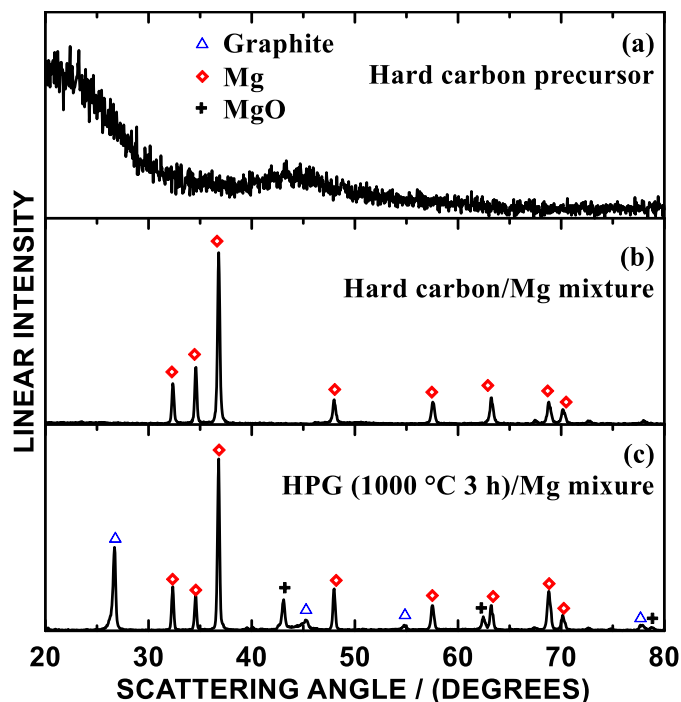 Graphite
Mg
MgO
(a)
Hard carbon precursor
(b)
Hard carbon/Mg mixture
(c)
HPG (1000 °C 3 h)/Mg mixure
LINEAR INTENSITY
20 30 40 50 60 70 80
SCATTERING ANGLE / (DEGREES)